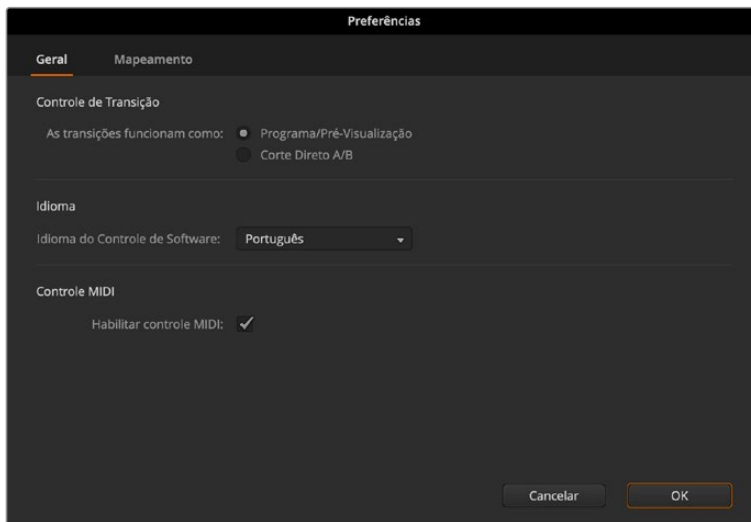 Preferências
Geral Mapeamento
Controle de Transição
As transições funcionam como: Programa/Pré-Visualização
Corte Direto A/B
Idioma
Idioma do Controle de Software: Português
Controle MIDI
Habilitar controle MIDI:
Cancelar OK